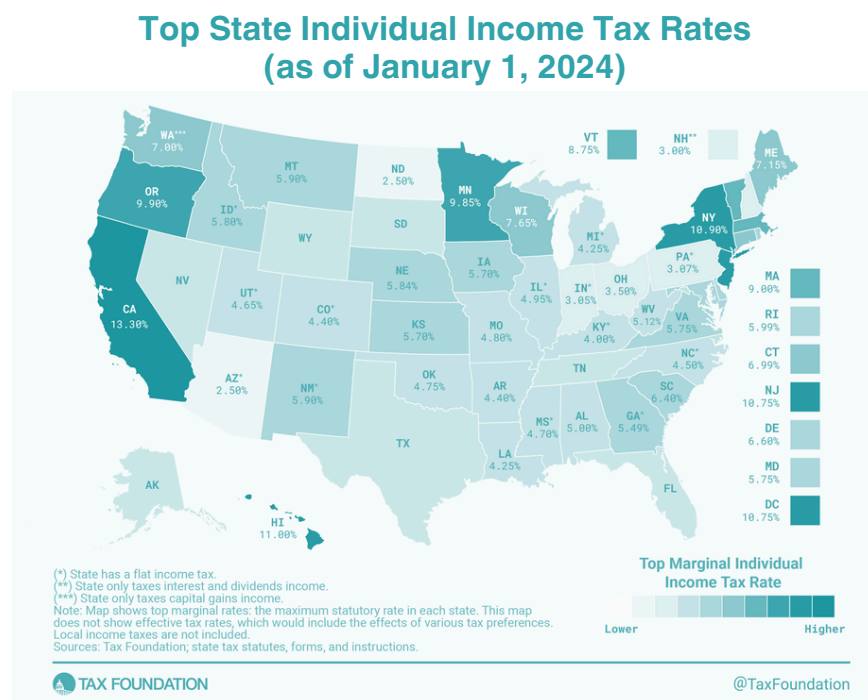 Top State Individual Income Tax Rates
(as of January 1, 2024)
WA***
7.00%
OR
9.90%
CA
13.30%
NV
ID*
5.80%
MT
5.90%
WY
UT*
4.65%
AZ*
2.50%
CO*
4.40%
NM*
5.90%
ND
2.50%
SD
NE
5.84%
KS
5.70%
OK
4.75%
TX
MN
9.85%
IA
5.70%
MO
4.80%
AR
4.40%
LA
4.25%
WI
7.65%
IL*
4.95%
MI*
4.25%
IN*
3.05%
OH
3.50%
KY*
4.00%
TN
MS*
4.70%
AL
5.00%
GA*
5.49%
FL
SC
6.40%
NC*
4.50%
VA
5.75%
WV
5.12%
PA*
3.07%
NY
10.90%
ME
7.15%
VT
8.75%
NH**
3.00%
MA
9.00%
RI
5.99%
CT
6.99%
NJ
10.75%
DE
6.60%
MD
5.75%
DC
10.75%
AK
HI
11.00%
(*) State has a flat income tax.
(**) State only taxes interest and dividends income.
(***) State only taxes capital gains income.
Note: Map shows top marginal rates: the maximum statutory rate in each state. This map
does not show effective tax rates, which would include the effects of various tax preferences.
Local income taxes are not included.
Sources: Tax Foundation; state tax statutes, forms, and instructions.
Top Marginal Individual
Income Tax Rate
Lower
Higher
TAX FOUNDATION
@TaxFoundation